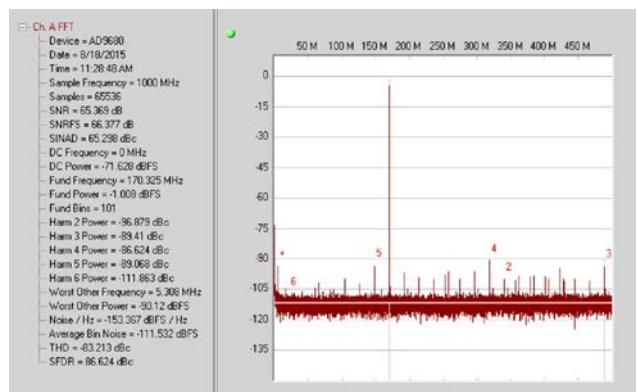 Ch. A FFT
Device = AD9680
Date = 8/18/2015
Time = 11:28:48 AM
Sample Frequency = 1000 MHz
Samples = 65536
SNR = 65.369 dB
SNRFS = 66.377 dB
SINAD = 65.298 dBc
DC Frequency = 0 MHz
DC Power = -71.628 dBFS
Fund Frequency = 170.325 MHz
Fund Power = -1.008 dBFS
Fund Bins = 101
Harm 2 Power = -96.879 dBc
Harm 3 Power = -89.41 dBc
Harm 4 Power = -86.624 dBc
Harm 5 Power = -89.068 dBc
Harm 6 Power = -111.863 dBc
Worst Other Frequency = 5.308 MHz
Worst Other Power = -90.12 dBFS
Noise / Hz = -153.367 dBFS / Hz
Average Bin Noise = -111.532 dBFS
THD = -83.213 dBc
SFDR = 86.624 dBc
50 M 100 M 150 M 200 M 250 M 300 M 350 M 400 M 450 M
0
-15
-30
-45
-60
-75
-90
-105
-120
-135
+
6
5
4
2
3